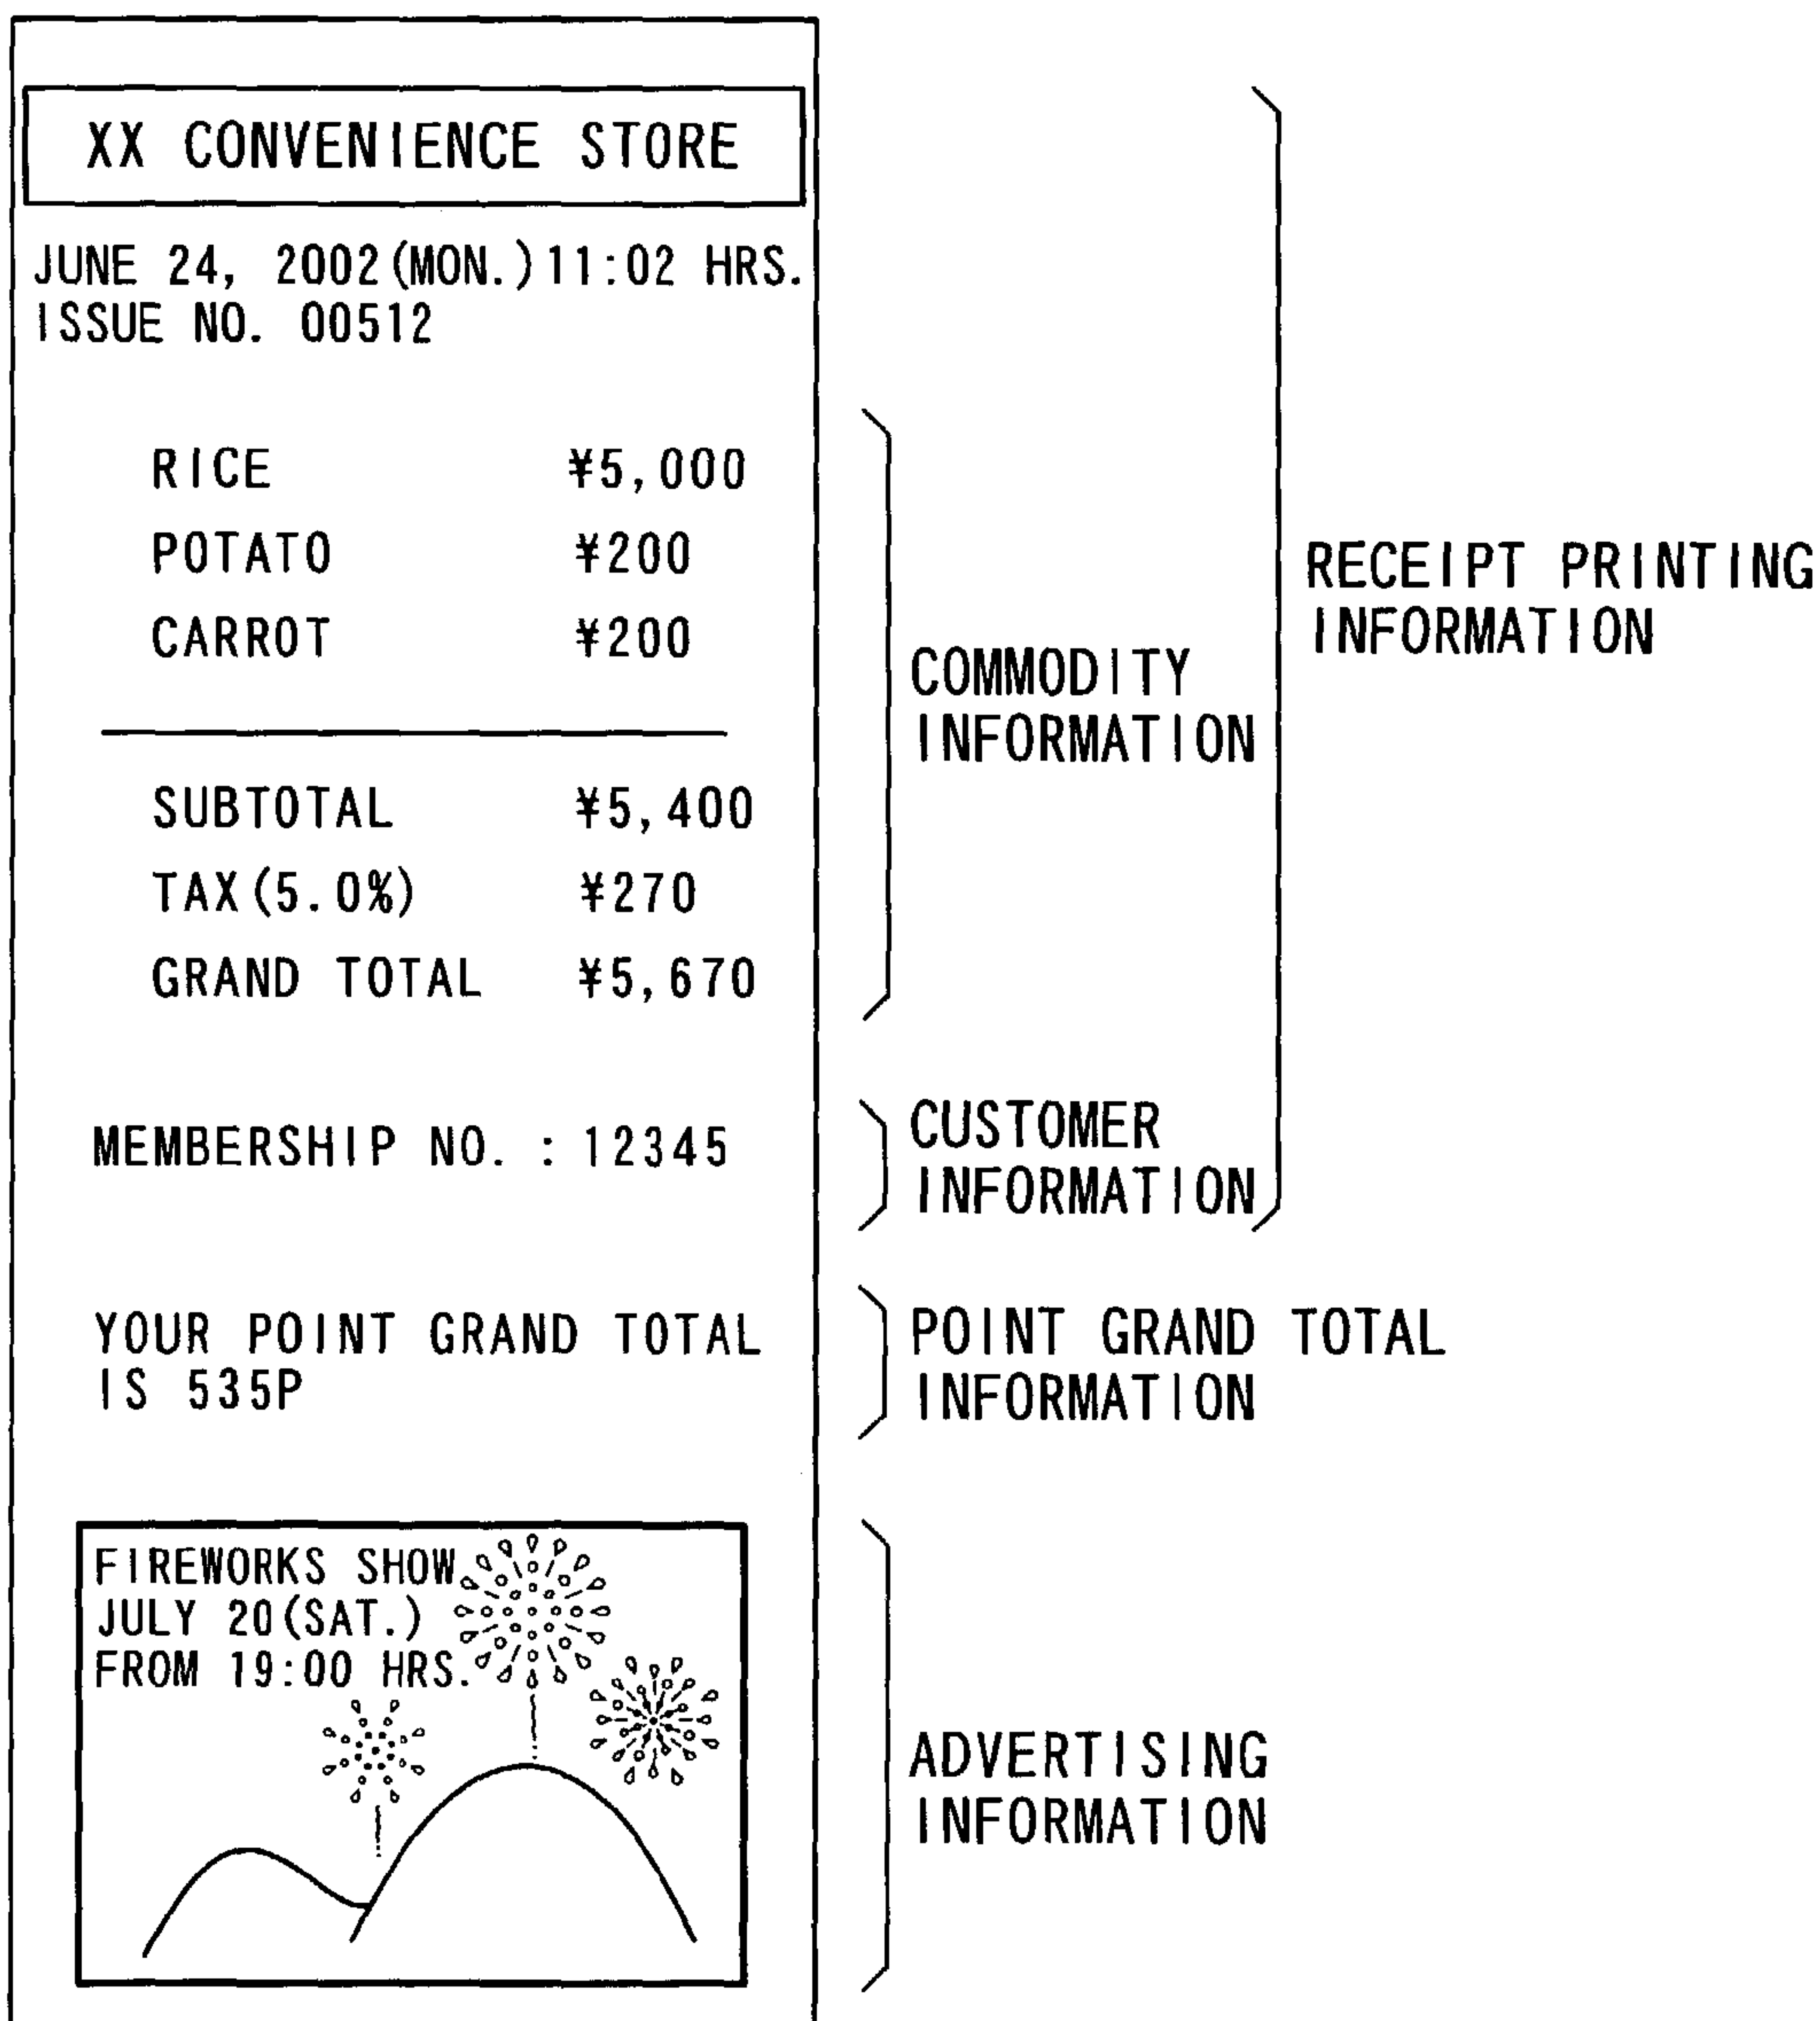 XX CONVENIENCE STORE
JUNE 24, 2002(MON.)11:02 HRS.
ISSUE NO. 00512
RICE ¥5,000
POTATO ¥200
CARROT ¥200
SUBTOTAL ¥5,400
TAX(5.0%) ¥270
GRAND TOTAL ¥5,670
MEMBERSHIP NO.:12345
YOUR POINT GRAND TOTAL
IS 535P
FIREWORKS SHOW
JULY 20(SAT.)
FROM 19:00 HRS.
COMMODITY
INFORMATION
CUSTOMER
INFORMATION
RECEIPT PRINTING
INFORMATION
POINT GRAND TOTAL
INFORMATION
ADVERTISING
INFORMATION